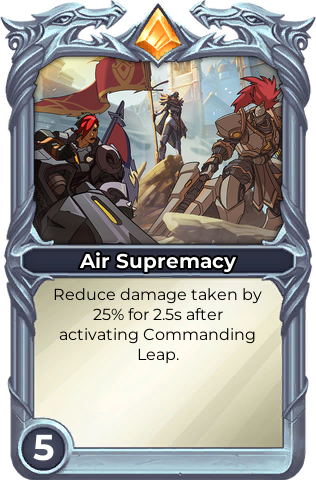 Air Supremacy
Reduce damage taken by
25% for 2.5s after
activating Commanding
Leap.
5